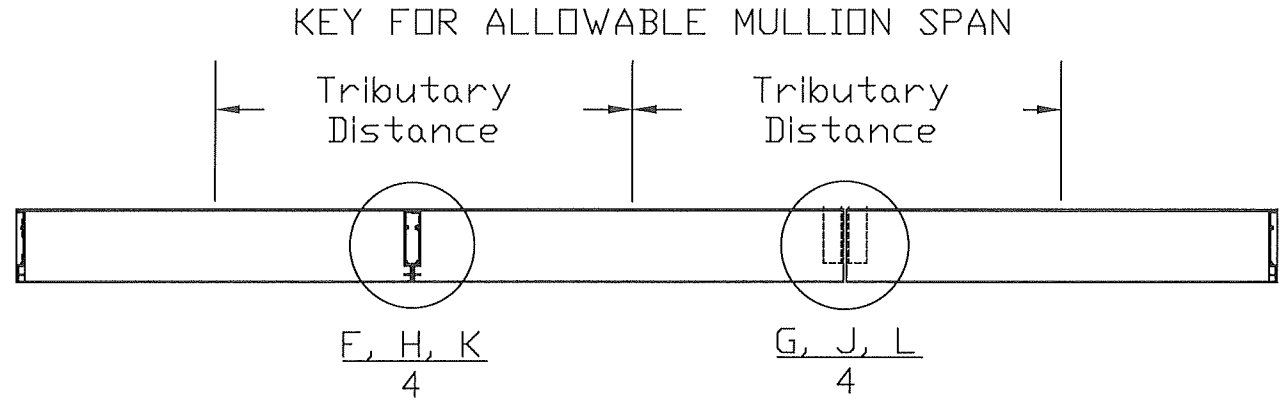 KEY FOR ALLOWABLE MULLION SPAN
Tributary Distance
Tributary Distance
F, H, K
4
G, J, L
4